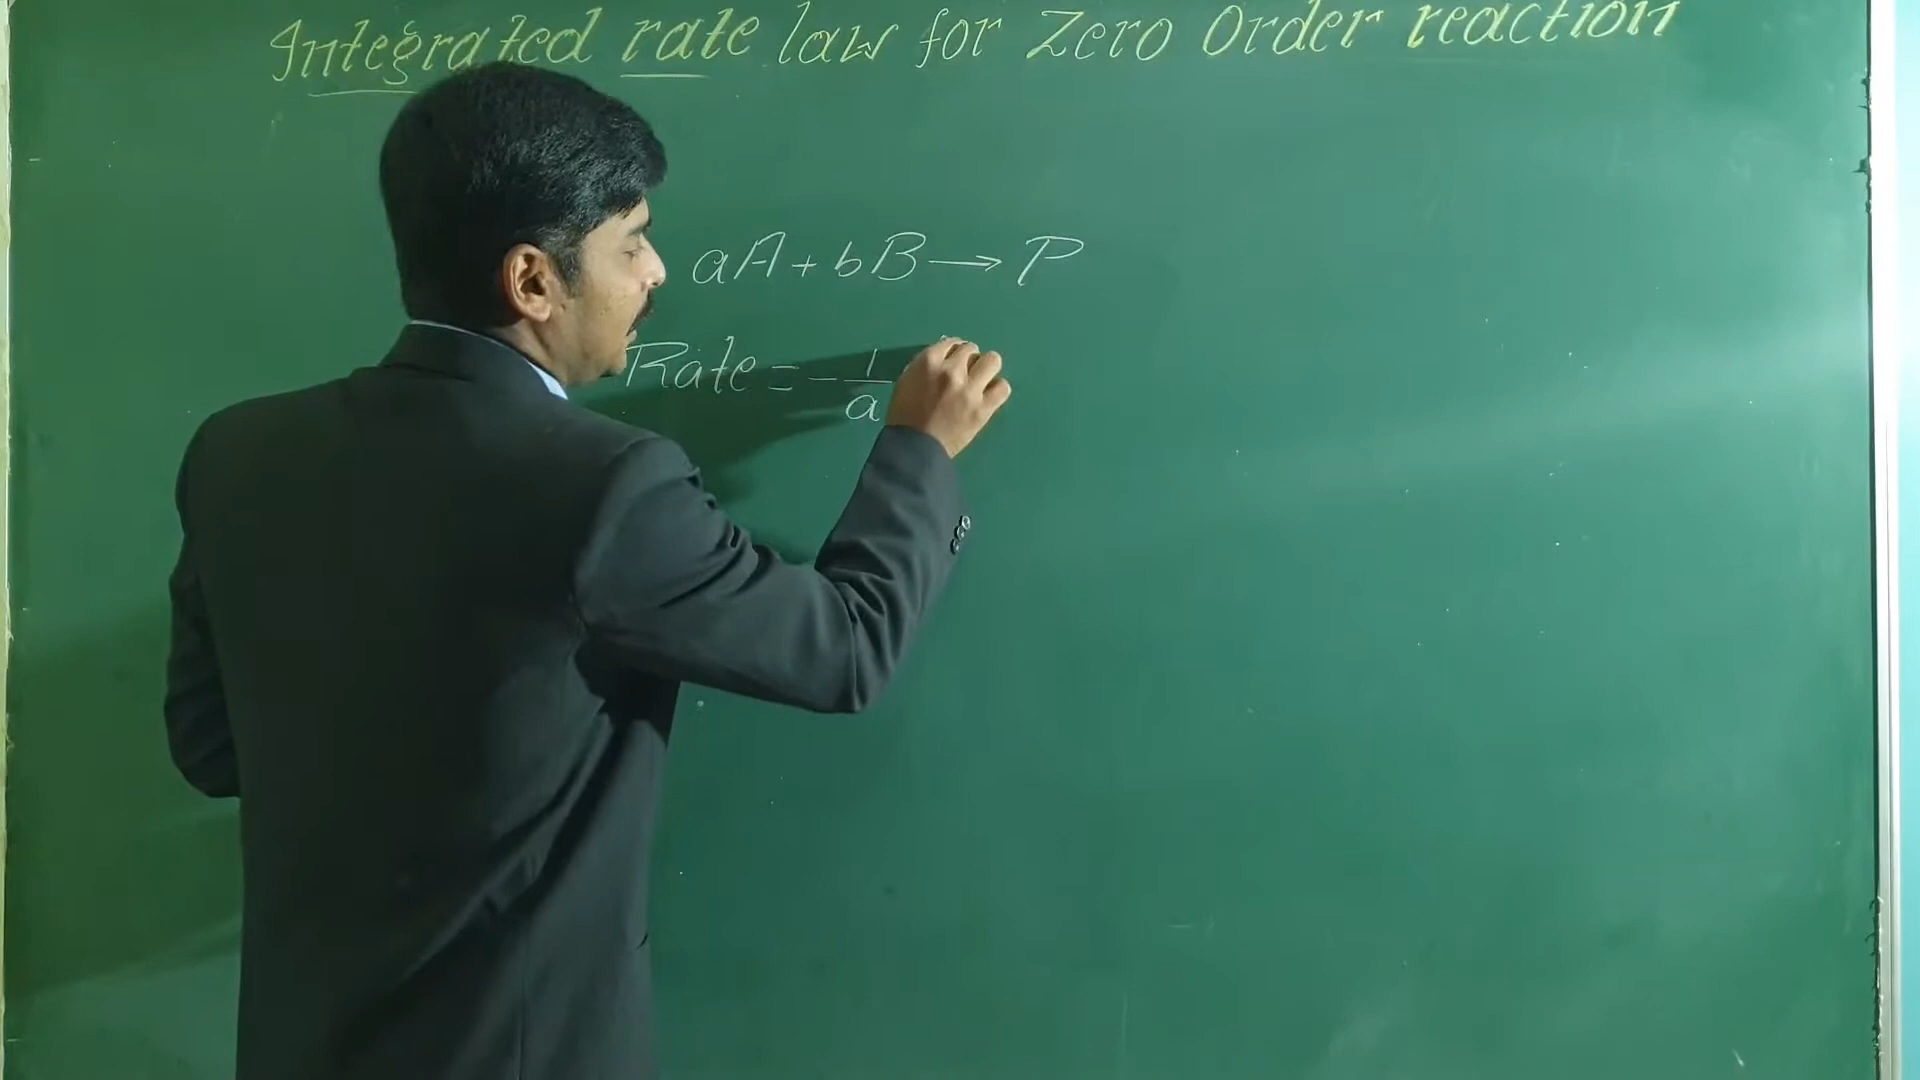 Integrated rate law for Zero Order reaction
aA + bB → P
Rate = - 1/a